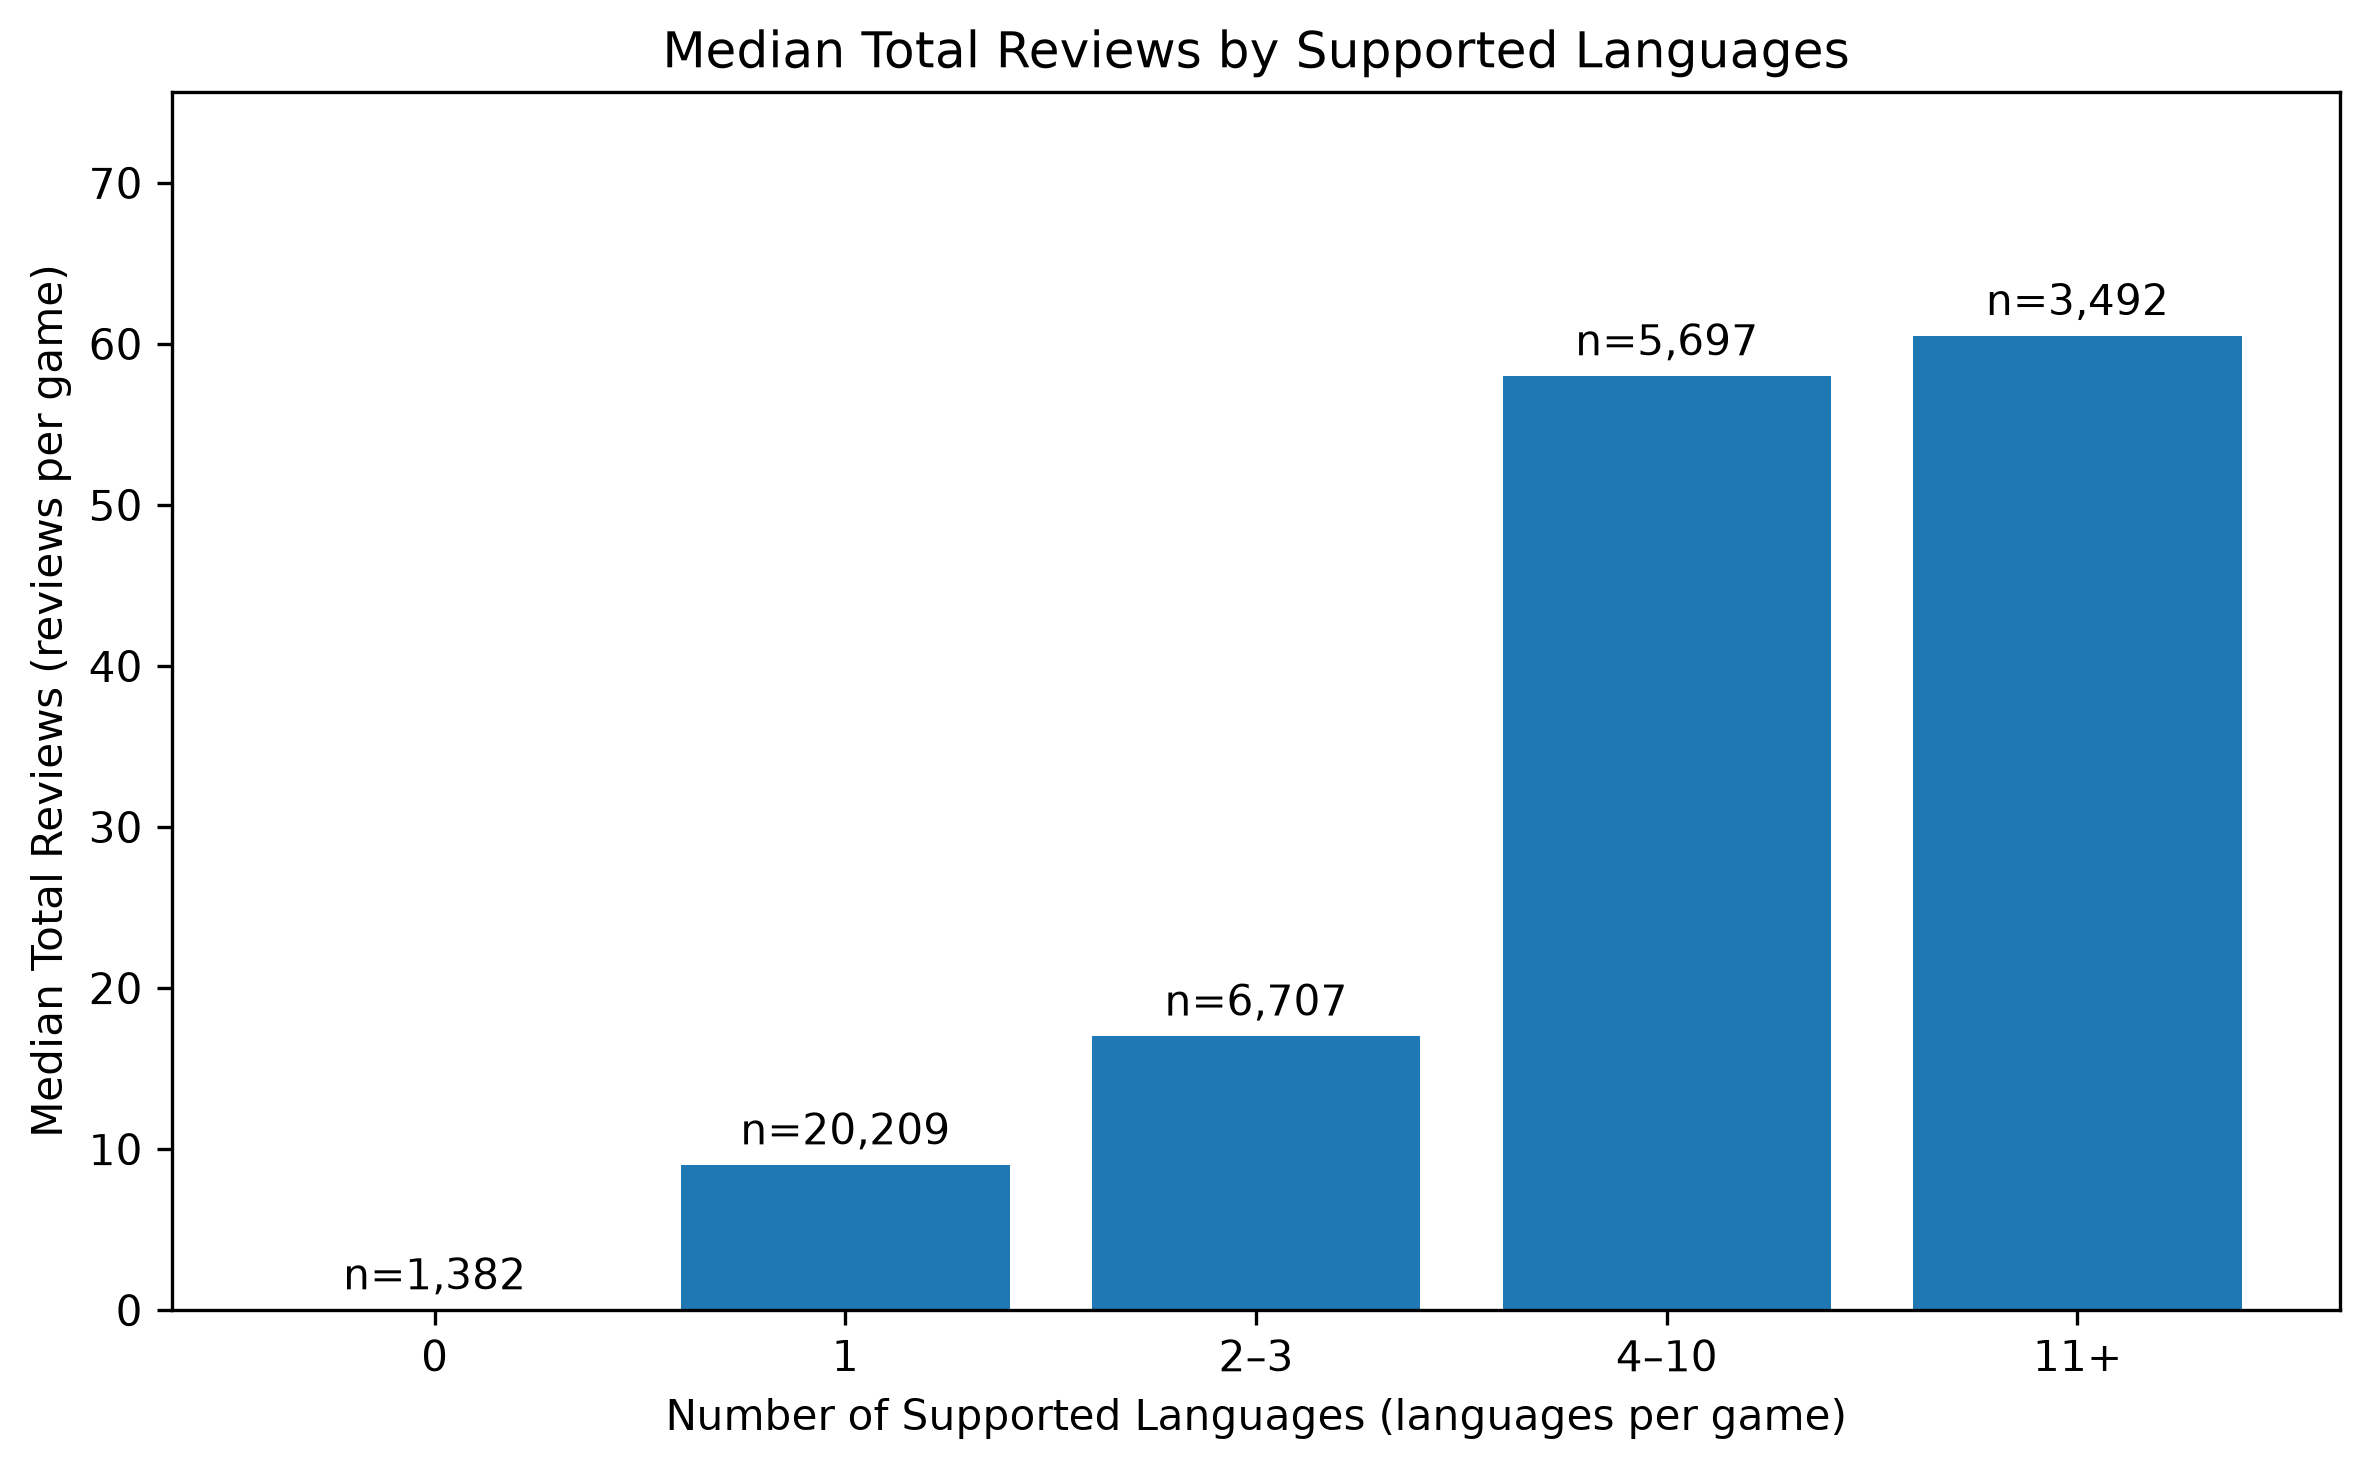 Median Total Reviews by Supported Languages
Median Total Reviews (reviews per game)
70
60
50
40
30
20
10
0
n=1,382
n=20,209
n=6,707
n=5,697
n=3,492
0
1
2–3
4–10
11+
Number of Supported Languages (languages per game)